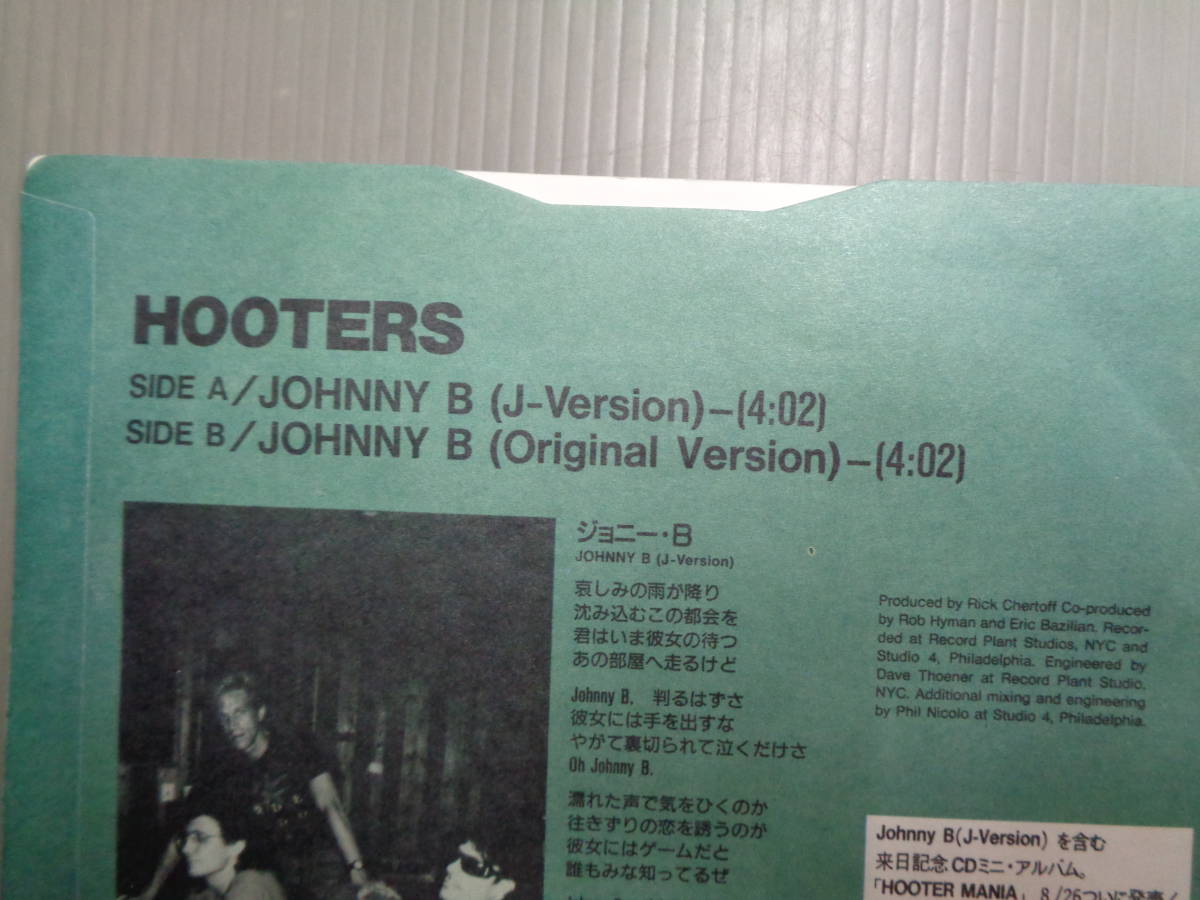 HOOTERS
SIDE A/JOHNNY B (J-Version)–(4:02)
SIDE B/JOHNNY B (Original Version)–(4:02)
ジョニー・B
JOHNNY B (J-Version)
哀しみの雨が降り
沈み込むこの都会を
君はいま彼女の待つ
あの部屋へ走るけど
Johnny B. 判るはずさ
彼女には手を出すな
やがて裏切られて泣くだけさ
Oh Johnny B.
濡れた声で気をひくのか
往きずりの恋を誘うのか
彼女にはゲームだと
誰もみな知ってるぜ
Produced by Rick Chertoff Co-produced
by Rob Hyman and Eric Bazilian. Recor-
ded at Record Plant Studios, NYC and
Studio 4, Philadelphia. Engineered by
Dave Thoener at Record Plant Studio,
NYC. Additional mixing and engineering
by Phil Nicolo at Studio 4, Philadelphia.
Johnny B(J-Version) を含む
来日記念CDミニ・アルバム。
「HOOTER MANIA」 8/26ついに発売!